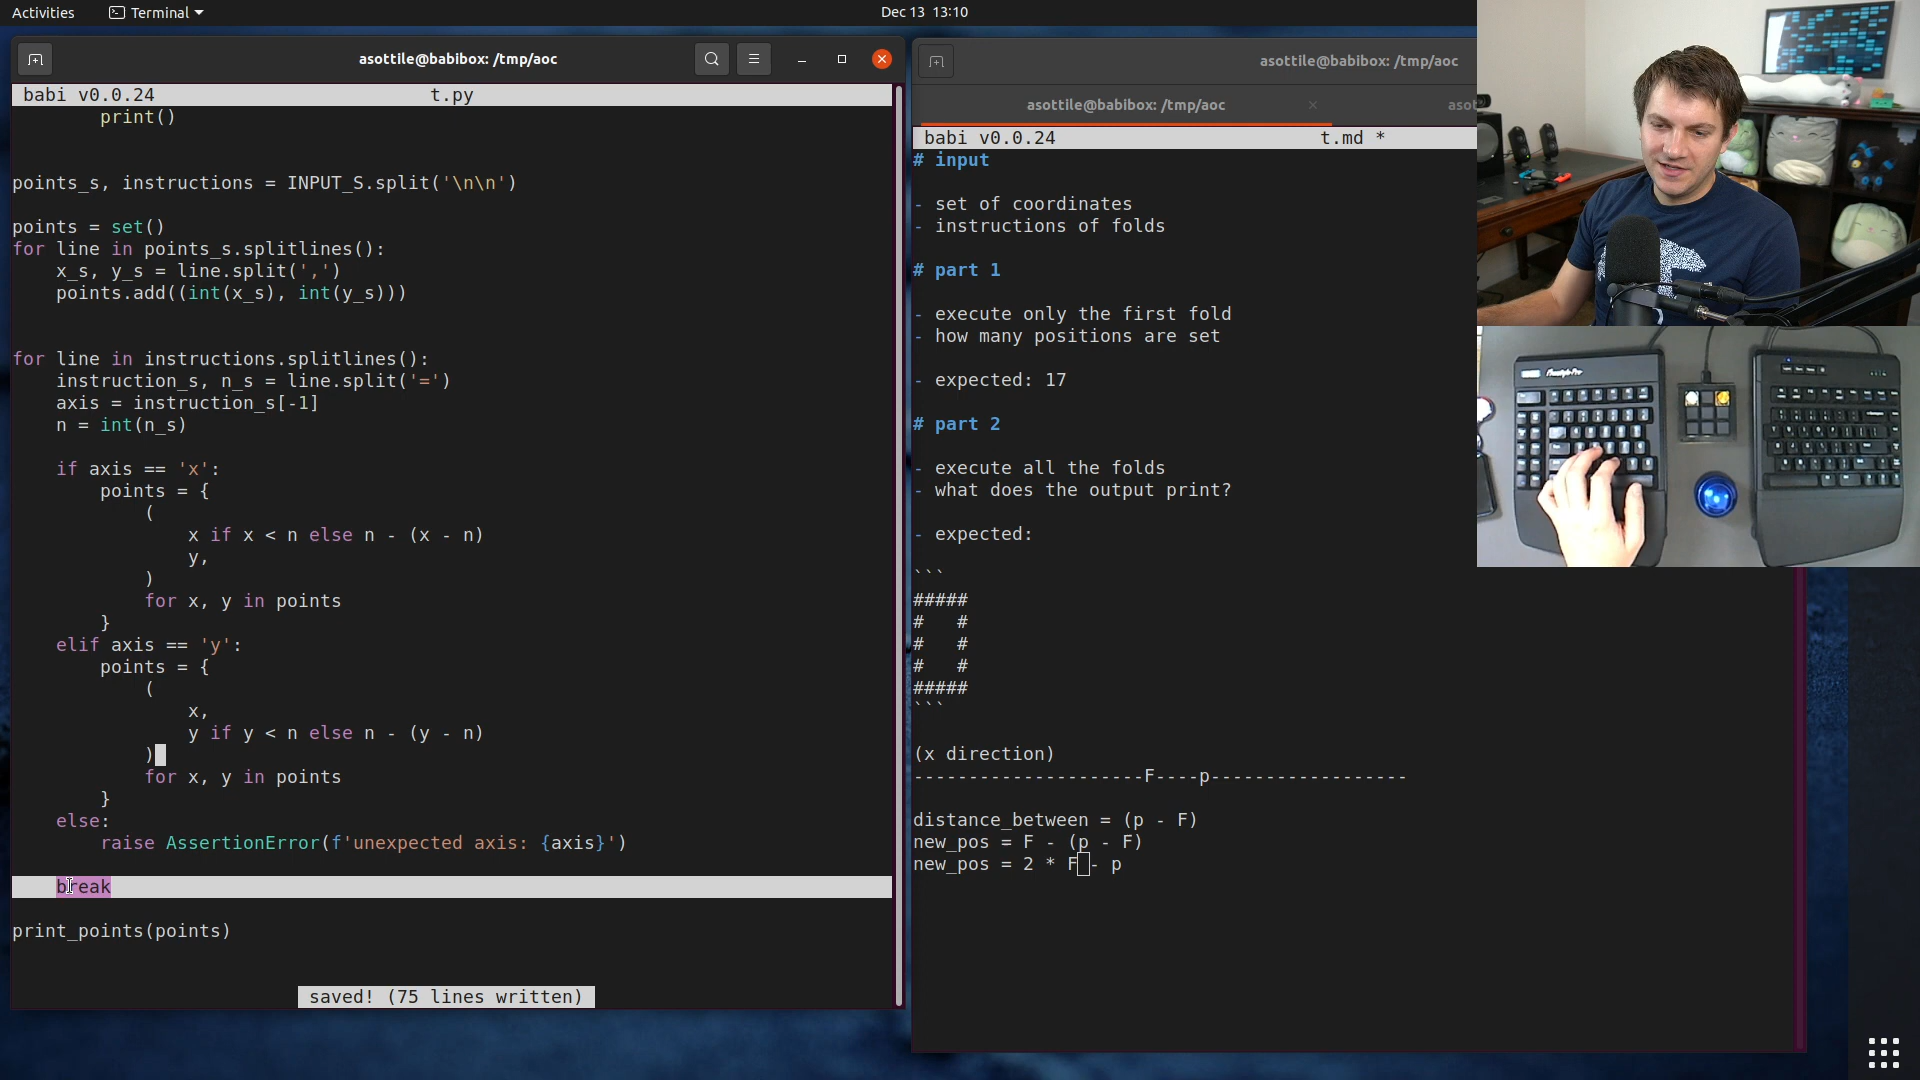 Activities
Terminal
Dec 13 13:10
asottile@babibox: /tmp/aoc
babi v0.0.24 t.py
print()
points_s, instructions = INPUT_S.split('\n\n')
points = set()
for line in points_s.splitlines():
x_s, y_s = line.split(',')
points.add((int(x_s), int(y_s)))
for line in instructions.splitlines():
instruction_s, n_s = line.split('=')
axis = instruction_s[-1]
n = int(n_s)
if axis == 'x':
points = {
(
x if x < n else n - (x - n)
y,
)
for x, y in points
}
elif axis == 'y':
points = {
(
x,
y if y < n else n - (y - n)
)
for x, y in points
}
else:
raise AssertionError(f'unexpected axis: {axis}')
break
print_points(points)
saved! (75 lines written)
asottile@babibox: /tmp/aoc
asottile@babibox: /tmp/aoc
asot
babi v0.0.24 t.md *
# input
- set of coordinates
- instructions of folds
# part 1
- execute only the first fold
- how many positions are set
- expected: 17
# part 2
- execute all the folds
- what does the output print?
- expected:
```
#####
#   #
#   #
#   #
#####
```
(x direction)
---------------------F----p------------------
distance_between = (p - F)
new_pos = F - (p - F)
new_pos = 2 * F - p